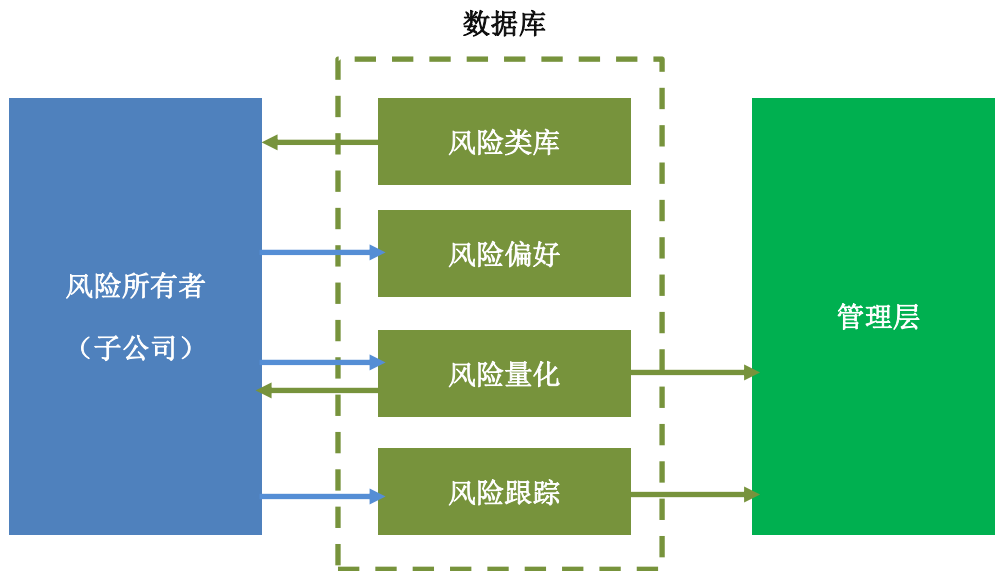 数据库
风险类库
风险偏好
风险所有者
（子公司）
管理层
风险量化
风险跟踪